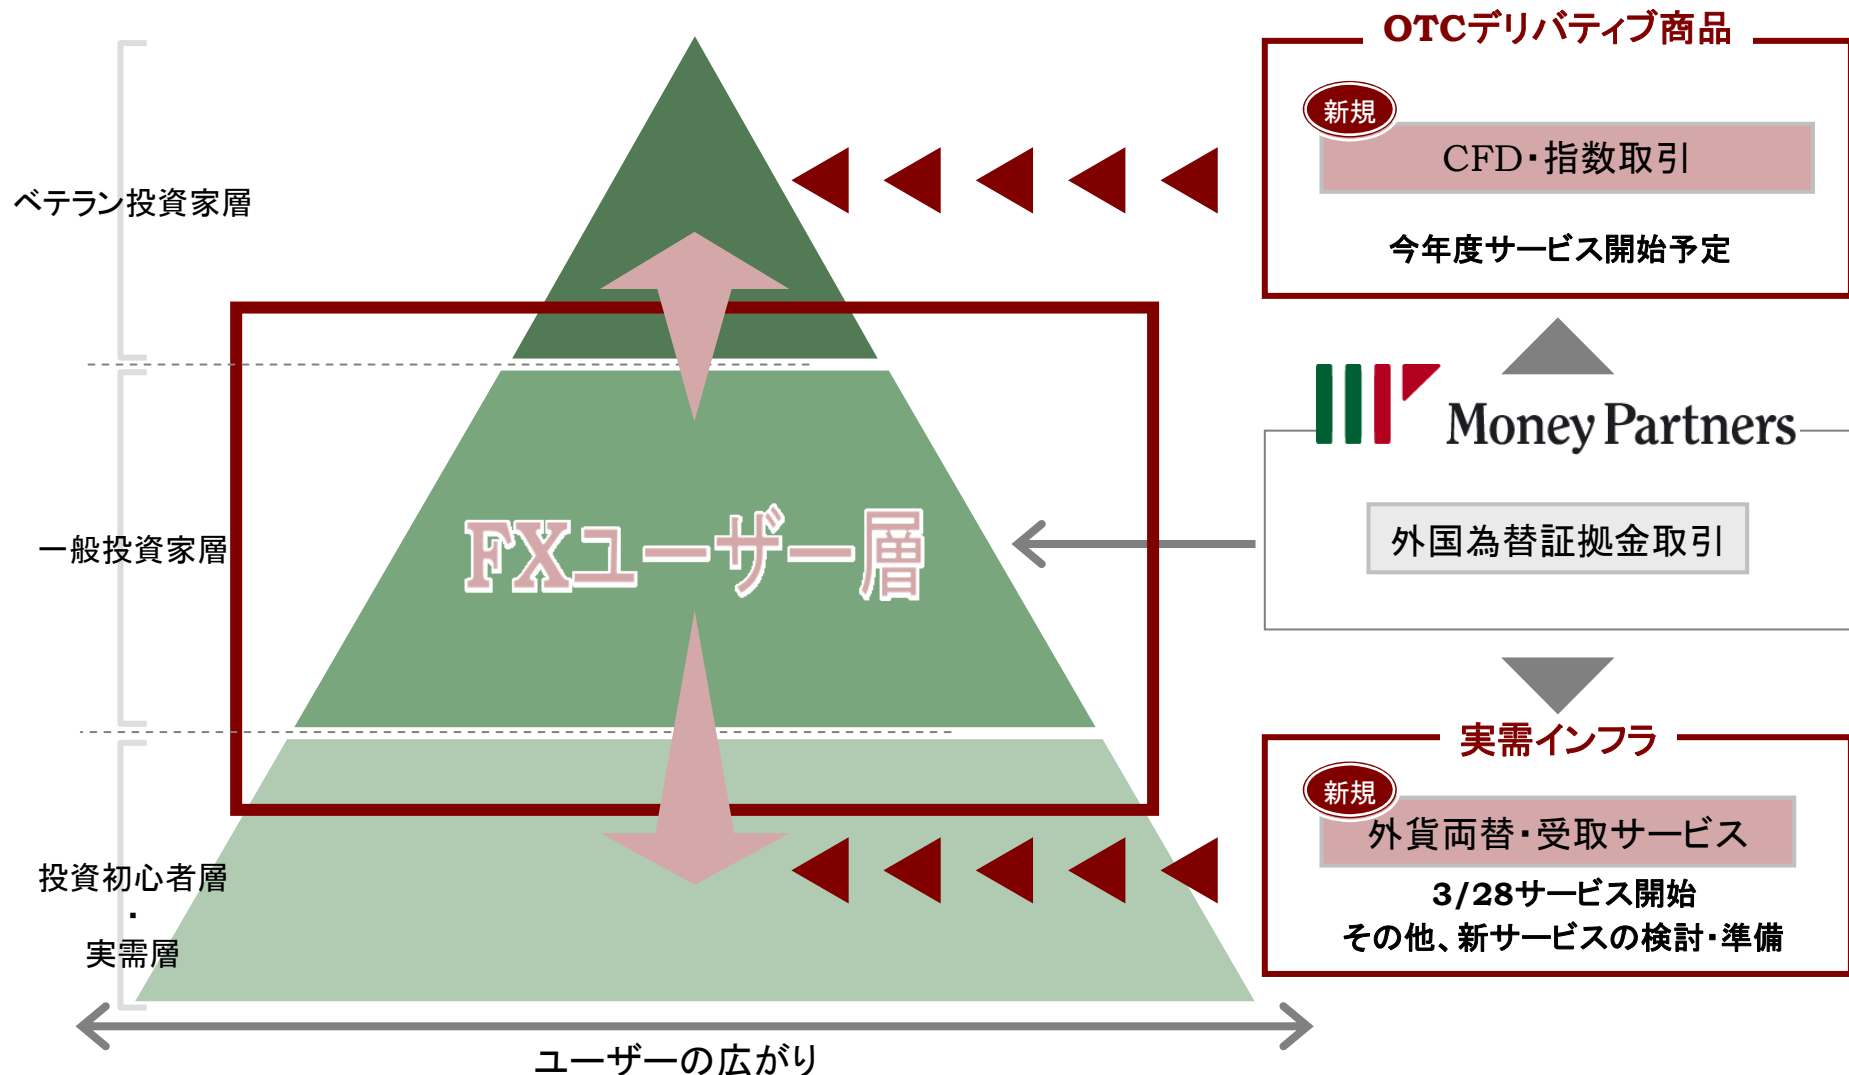 OTCデリバティブ商品
新規
CFD・指数取引
今年度サービス開始予定
ベテラン投資家層
Money Partners
外国為替証拠金取引
一般投資家層
FXユーザー層
実需インフラ
新規
外貨両替・受取サービス
3/28サービス開始
その他、新サービスの検討・準備
投資初心者層
・
実需層
ユーザーの広がり